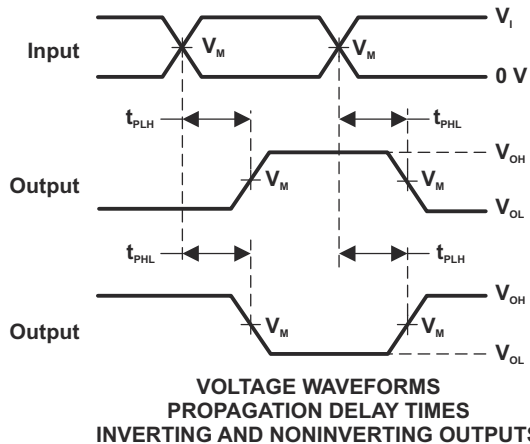 V_I
Input
V_M
V_M
0 V
t_PLH
t_PHL
V_OH
Output
V_M
V_M
V_OL
t_PHL
t_PLH
V_OH
Output
V_M
V_M
V_OL
VOLTAGE WAVEFORMS
PROPAGATION DELAY TIMES
INVERTING AND NONINVERTING OUTPUTS